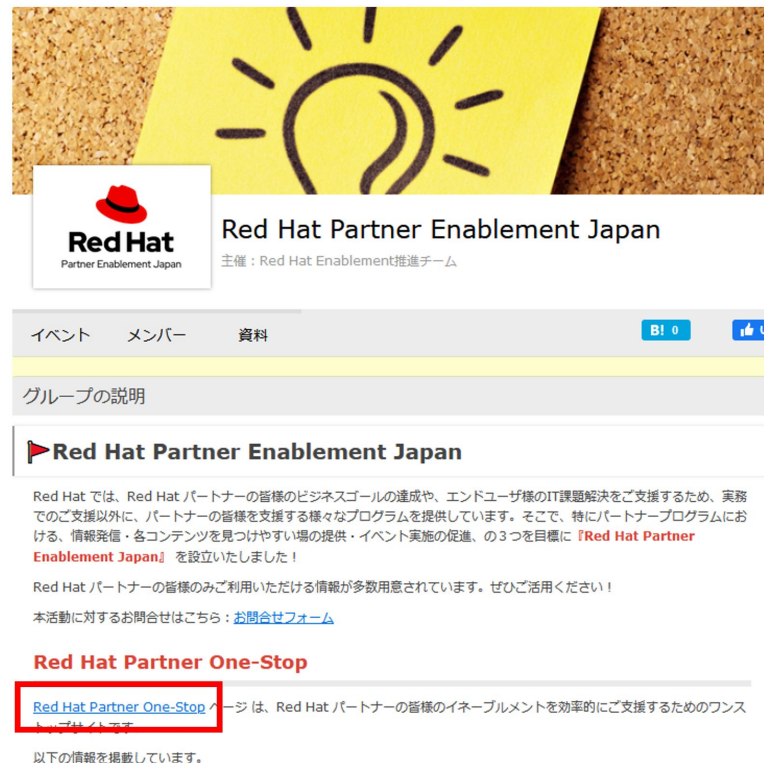 Red Hat
Partner Enablement Japan
Red Hat Partner Enablement Japan
主催：Red Hat Enablement推進チーム
イベント メンバー 資料
B! 0
グループの説明
Red Hat Partner Enablement Japan
Red Hat では、Red Hat パートナーの皆様のビジネスゴールの達成や、エンドユーザ様のIT課題解決をご支援するため、実務
でのご支援以外に、パートナーの皆様を支援する様々なプログラムを提供しています。そこで、特にパートナープログラムにお
ける、情報発信・各コンテンツを見つけやすい場の提供・イベント実施の促進、の３つを目標に『Red Hat Partner
Enablement Japan』 を設立いたしました！
Red Hat パートナーの皆様のみご利用いただける情報が多数用意されています。ぜひご活用ください！
本活動に対するお問合せはこちら：お問合せフォーム
Red Hat Partner One-Stop
Red Hat Partner One-Stop ページ は、Red Hat パートナーの皆様のイネーブルメントを効率的にご支援するためのワンス
トップサイトです
以下の情報を掲載しています。